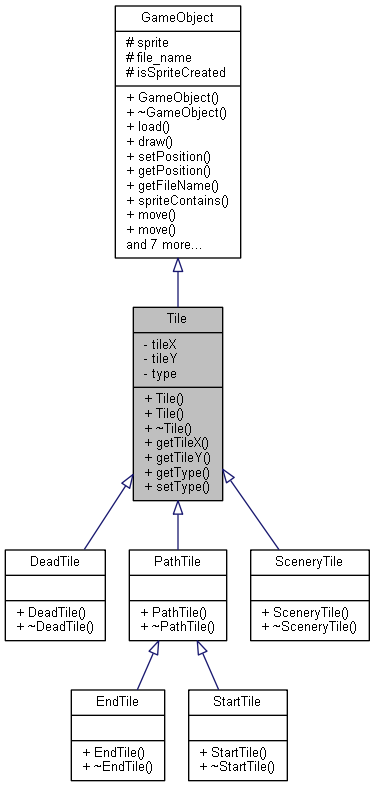 GameObject
# sprite
# file_name
# isSpriteCreated
+ GameObject()
+ ~GameObject()
+ load()
+ draw()
+ setPosition()
+ getPosition()
+ getFileName()
+ spriteContains()
+ move()
+ move()
and 7 more...
Tile
- tileX
- tileY
- type
+ Tile()
+ Tile()
+ ~Tile()
+ getTileX()
+ getTileY()
+ getType()
+ setType()
DeadTile
+ DeadTile()
+ ~DeadTile()
PathTile
+ PathTile()
+ ~PathTile()
SceneryTile
+ SceneryTile()
+ ~SceneryTile()
EndTile
+ EndTile()
+ ~EndTile()
StartTile
+ StartTile()
+ ~StartTile()